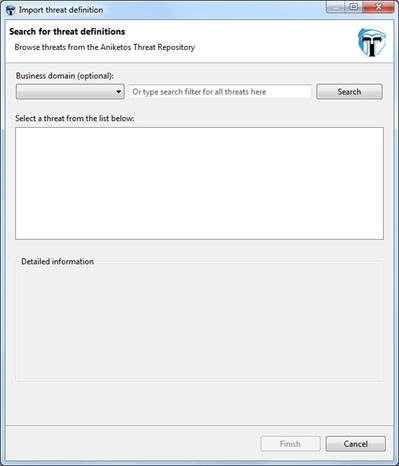 Import threat definition
Search for threat definitions
Browse threats from the Aniketos Threat Repository
Business domain (optional):
Or type search filter for all threats here
Search
Select a threat from the list below:
Detailed information
Finish
Cancel